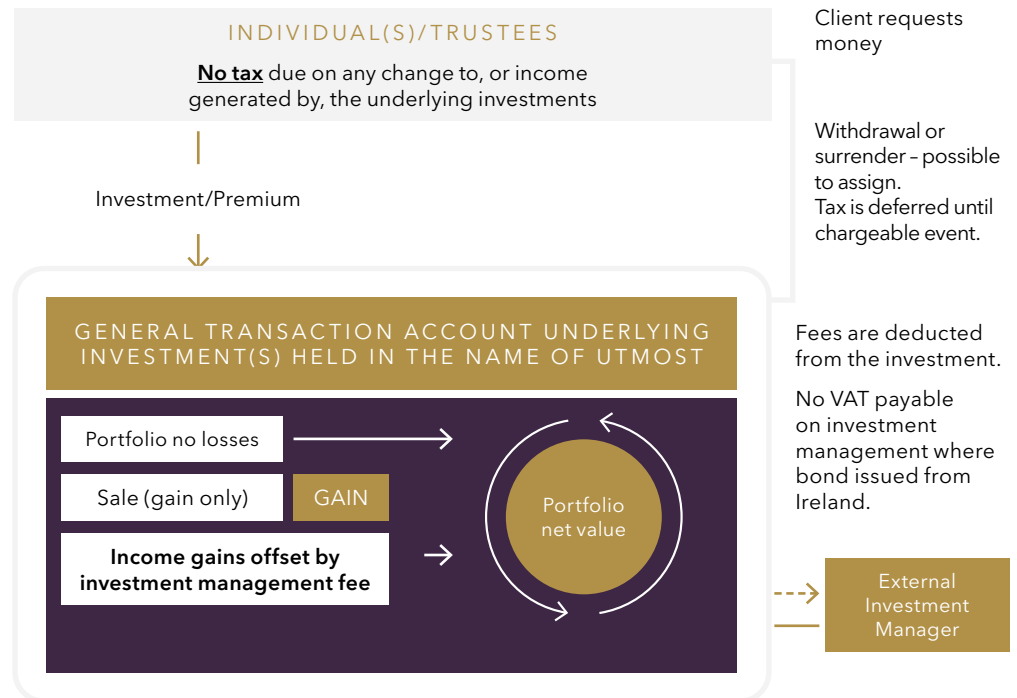 INDIVIDUAL(S)/TRUSTEES
No tax due on any change to, or income
generated by, the underlying investments
Client requests
money
Investment/Premium
Withdrawal or
surrender – possible
to assign.
Tax is deferred until
chargeable event.
GENERAL TRANSACTION ACCOUNT UNDERLYING
INVESTMENT(S) HELD IN THE NAME OF UTMOST
Fees are deducted
from the investment.
No VAT payable
on investment
management where
bond issued from
Ireland.
Portfolio no losses
Sale (gain only)
GAIN
Income gains offset by
investment management fee
Portfolio
net value
External
Investment
Manager